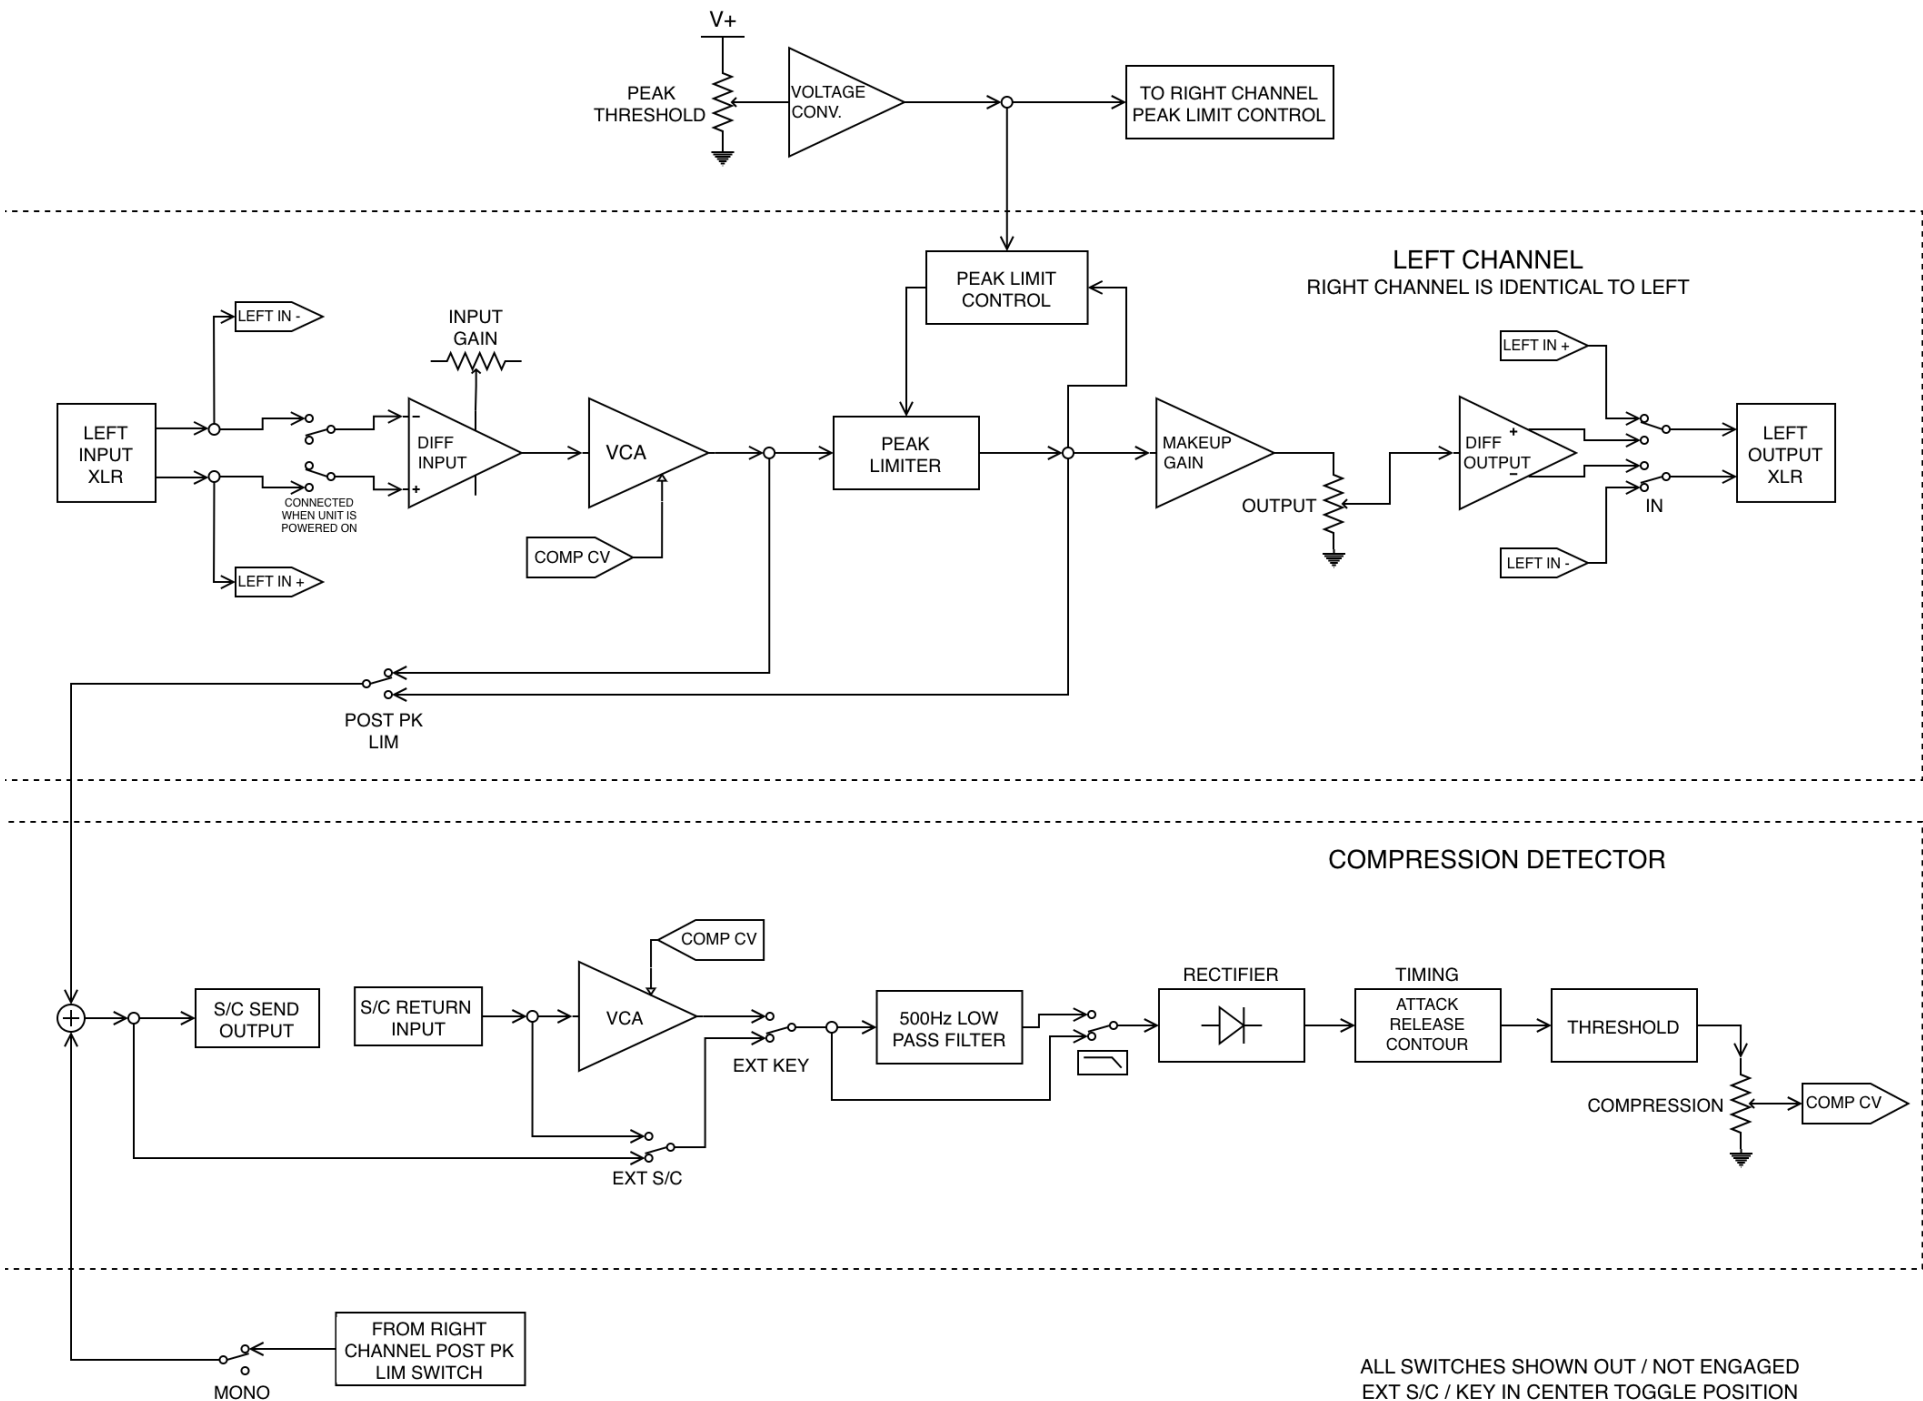 V+
PEAK
THRESHOLD
VOLTAGE
CONV.
TO RIGHT CHANNEL
PEAK LIMIT CONTROL
LEFT CHANNEL
RIGHT CHANNEL IS IDENTICAL TO LEFT
PEAK LIMIT
CONTROL
LEFT IN -
INPUT
GAIN
LEFT IN +
LEFT
INPUT
XLR
CONNECTED
WHEN UNIT IS
POWERED ON
-
DIFF
INPUT
+
VCA
COMP CV
PEAK
LIMITER
MAKEUP
GAIN
OUTPUT
+
DIFF
OUTPUT
-
LEFT
OUTPUT
XLR
IN
LEFT IN +
LEFT IN -
POST PK
LIM
COMPRESSION DETECTOR
COMP CV
+
S/C SEND
OUTPUT
S/C RETURN
INPUT
VCA
EXT KEY
EXT S/C
500Hz LOW
PASS FILTER
RECTIFIER
TIMING
ATTACK
RELEASE
CONTOUR
THRESHOLD
COMPRESSION
COMP CV
FROM RIGHT
CHANNEL POST PK
LIM SWITCH
MONO
ALL SWITCHES SHOWN OUT / NOT ENGAGED
EXT S/C / KEY IN CENTER TOGGLE POSITION